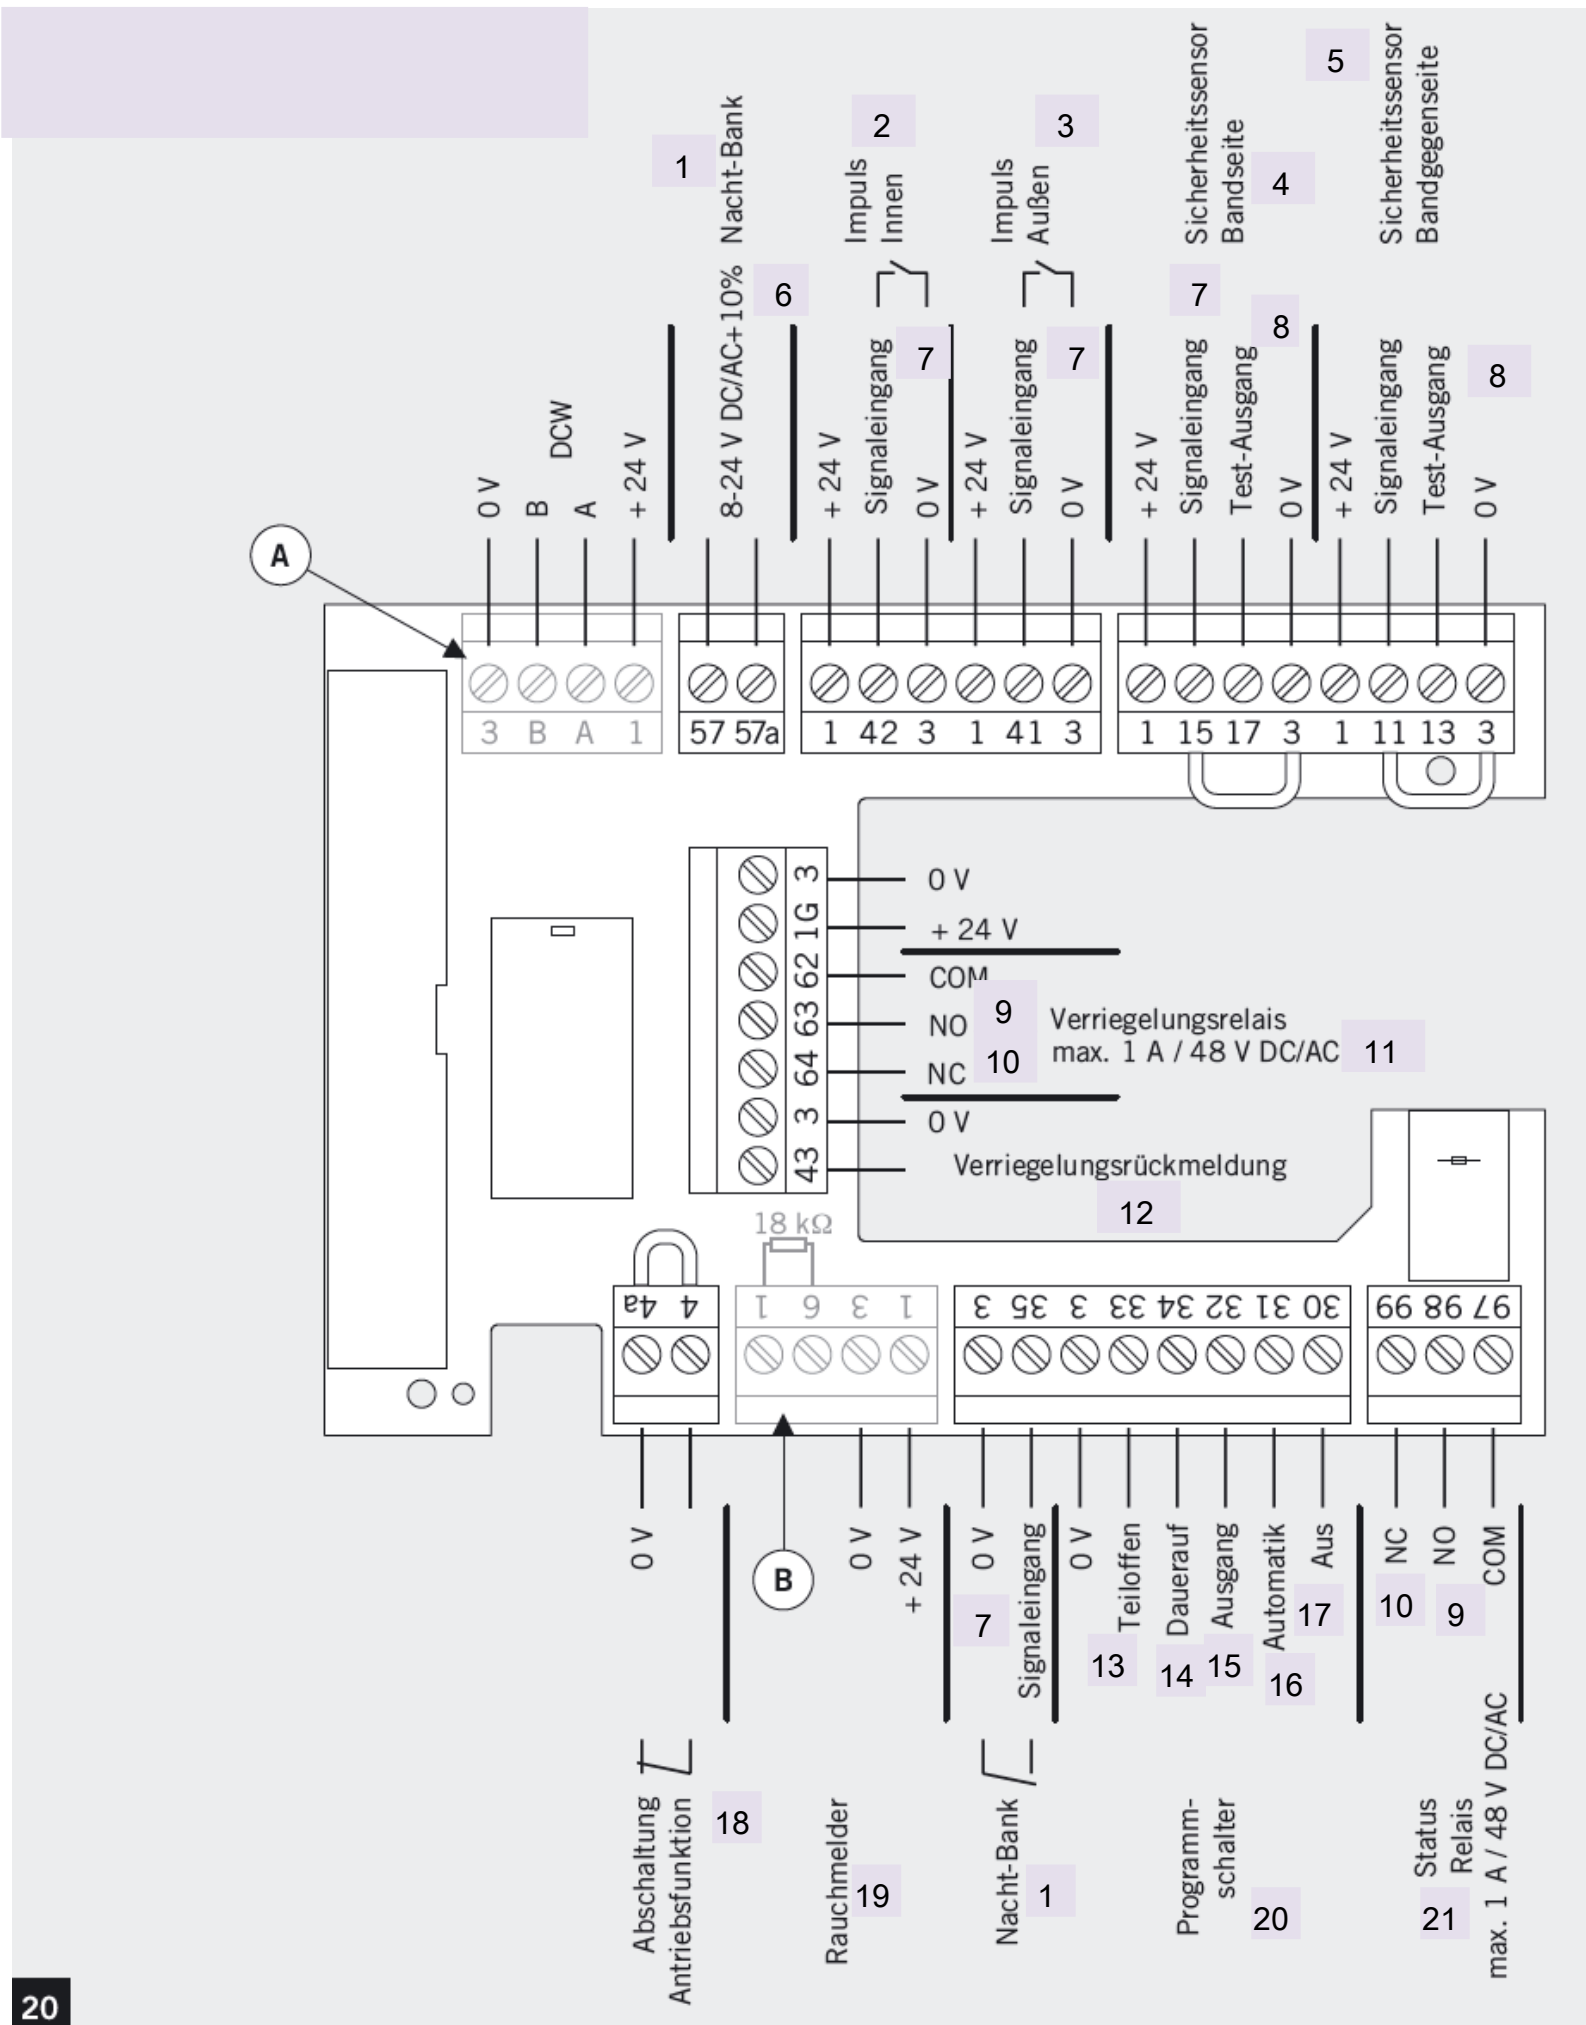 1
Nacht-Bank
8-24 V DC/AC+10%
6
2
Impuls
Innen
3
Impuls
Außen
Sicherheitssensor
Bandseite
4
5
Sicherheitssensor
Bandgegenseite
7
8
7
7
8
0 V
B
DCW
A
+ 24 V
+ 24 V
Signaleingang
0 V
+ 24 V
Signaleingang
0 V
+ 24 V
Signaleingang
Test-Ausgang
0 V
+ 24 V
Signaleingang
Test-Ausgang
0 V
A
3 B A 1
57 57a
1 42 3 1 41 3
1 15 17 3 1 11 13 3
3 0 V
1G + 24 V
62 COM
63 NO
9
64 NC
10
Verriegelungsrelais
max. 1 A / 48 V DC/AC
11
3 0 V
43 Verriegelungsrückmeldung
12
18 kΩ
4a 4
1 6 3 1
3 35 3 33 34 32 31 30
99 98 97
0 V
B
0 V
+ 24 V
0 V
7
Signaleingang
0 V
Teiloffen
13
Dauerauf
14
Ausgang
15
Automatik
16
Aus
17
NC
10
NO
9
COM
Abschaltung
Antriebsfunktion
18
Rauchmelder
19
Nacht-Bank
1
Programm-
schalter
20
Status
Relais
max. 1 A / 48 V DC/AC
21
20